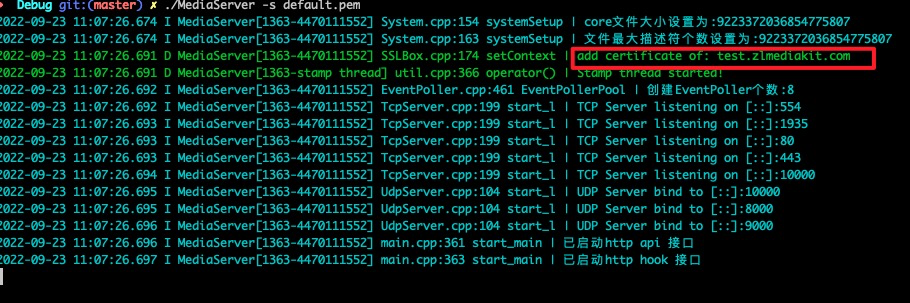 → Debug git:(master) ✗ ./MediaServer -s default.pem
2022-09-23 11:07:26.674 I MediaServer[1363-4470111552] System.cpp:154 systemSetup | core文件大小设置为:9223372036854775807
2022-09-23 11:07:26.674 I MediaServer[1363-4470111552] System.cpp:163 systemSetup | 文件最大描述符个数设置为:9223372036854775807
2022-09-23 11:07:26.691 D MediaServer[1363-4470111552] SSLBox.cpp:174 setContext | add certificate of: test.zlmediakit.com
2022-09-23 11:07:26.691 D MediaServer[1363-stamp thread] util.cpp:366 operator() | Stamp thread started!
2022-09-23 11:07:26.692 I MediaServer[1363-4470111552] EventPoller.cpp:461 EventPollerPool | 创建EventPoller个数:8
2022-09-23 11:07:26.692 I MediaServer[1363-4470111552] TcpServer.cpp:199 start_l | TCP Server listening on [::]:554
2022-09-23 11:07:26.693 I MediaServer[1363-4470111552] TcpServer.cpp:199 start_l | TCP Server listening on [::]:1935
2022-09-23 11:07:26.693 I MediaServer[1363-4470111552] TcpServer.cpp:199 start_l | TCP Server listening on [::]:80
2022-09-23 11:07:26.693 I MediaServer[1363-4470111552] TcpServer.cpp:199 start_l | TCP Server listening on [::]:443
2022-09-23 11:07:26.694 I MediaServer[1363-4470111552] TcpServer.cpp:199 start_l | TCP Server listening on [::]:10000
2022-09-23 11:07:26.695 I MediaServer[1363-4470111552] UdpServer.cpp:104 start_l | UDP Server bind to [::]:10000
2022-09-23 11:07:26.695 I MediaServer[1363-4470111552] UdpServer.cpp:104 start_l | UDP Server bind to [::]:8000
2022-09-23 11:07:26.696 I MediaServer[1363-4470111552] UdpServer.cpp:104 start_l | UDP Server bind to [::]:9000
2022-09-23 11:07:26.696 I MediaServer[1363-4470111552] main.cpp:361 start_main | 已启动http api 接口
2022-09-23 11:07:26.697 I MediaServer[1363-4470111552] main.cpp:363 start_main | 已启动http hook 接口